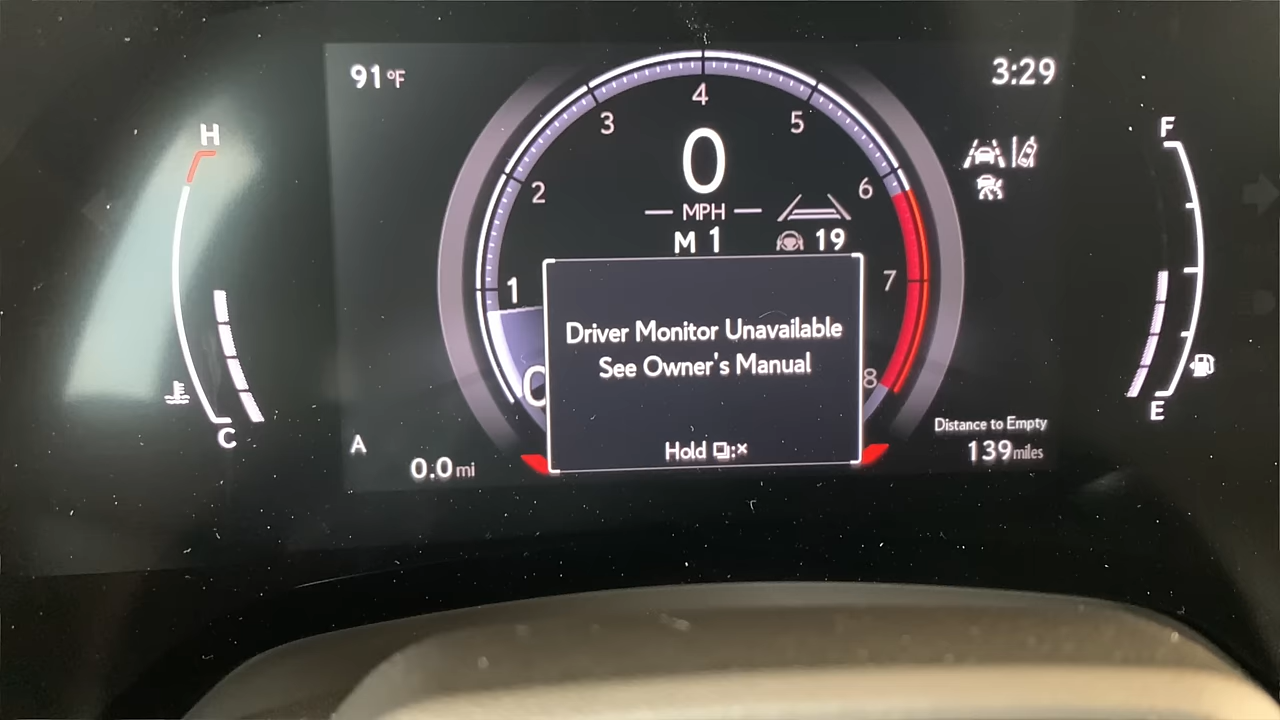 91°F
3:29
H
F
4
3
5
0
2
6
MPH
M 1
19
1
7
Driver Monitor Unavailable
See Owner's Manual
0
8
C
E
A
Distance to Empty
0.0 mi
Hold :×
139 miles